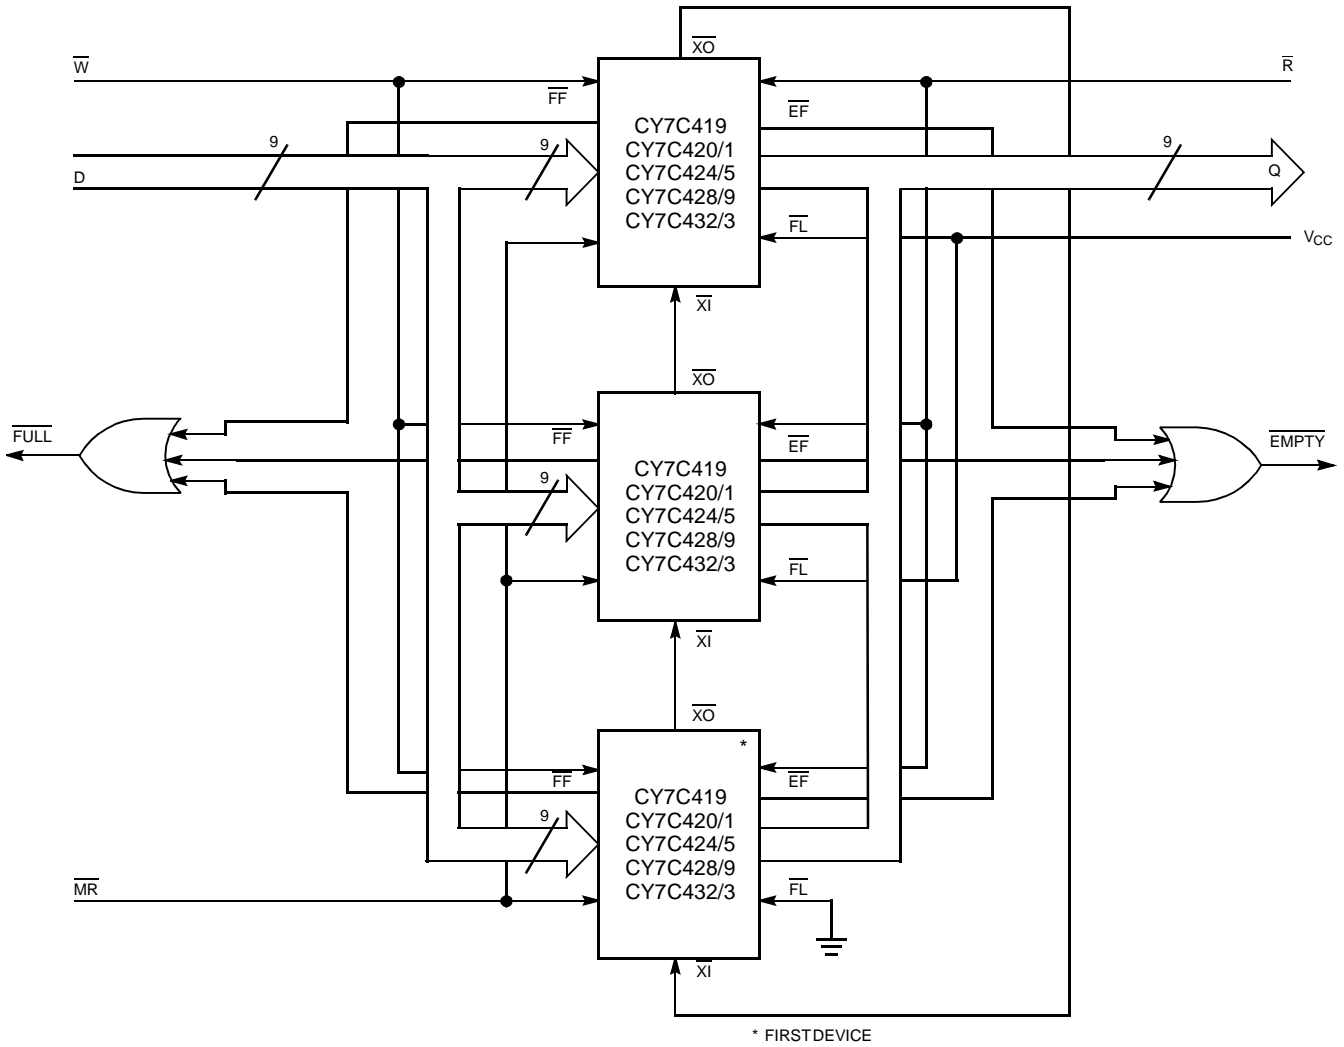 XO
W
R
FF
EF
CY7C419
CY7C420/1
CY7C424/5
CY7C428/9
CY7C432/3
9
9
9
D
Q
FL
VCC
XI
XO
FULL
FF
EF
EMPTY
CY7C419
CY7C420/1
CY7C424/5
CY7C428/9
CY7C432/3
9
FL
XI
XO
*
FF
EF
CY7C419
CY7C420/1
CY7C424/5
CY7C428/9
CY7C432/3
9
MR
FL
XI
* FIRST DEVICE